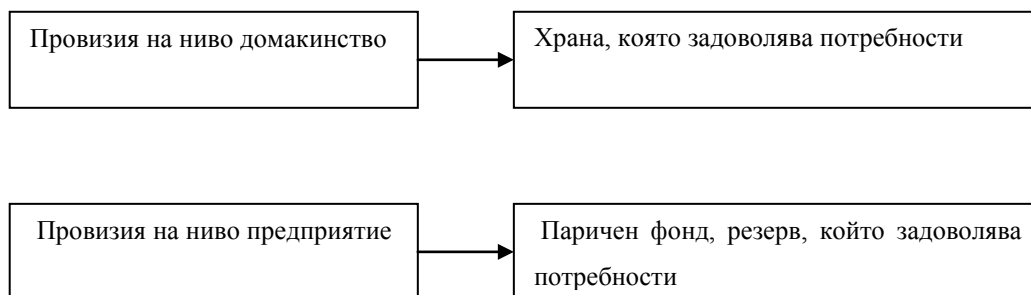 Провизия на ниво домакинство
Храна, която задоволява потребности
Провизия на ниво предприятие
Паричен фонд, резерв, който задоволява
потребности